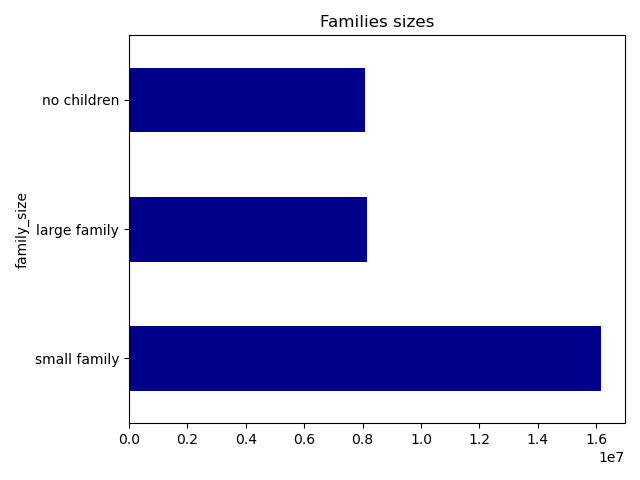 Families sizes
no children
large family
small family
family_size
0.0 0.2 0.4 0.6 0.8 1.0 1.2 1.4 1.6
1e7